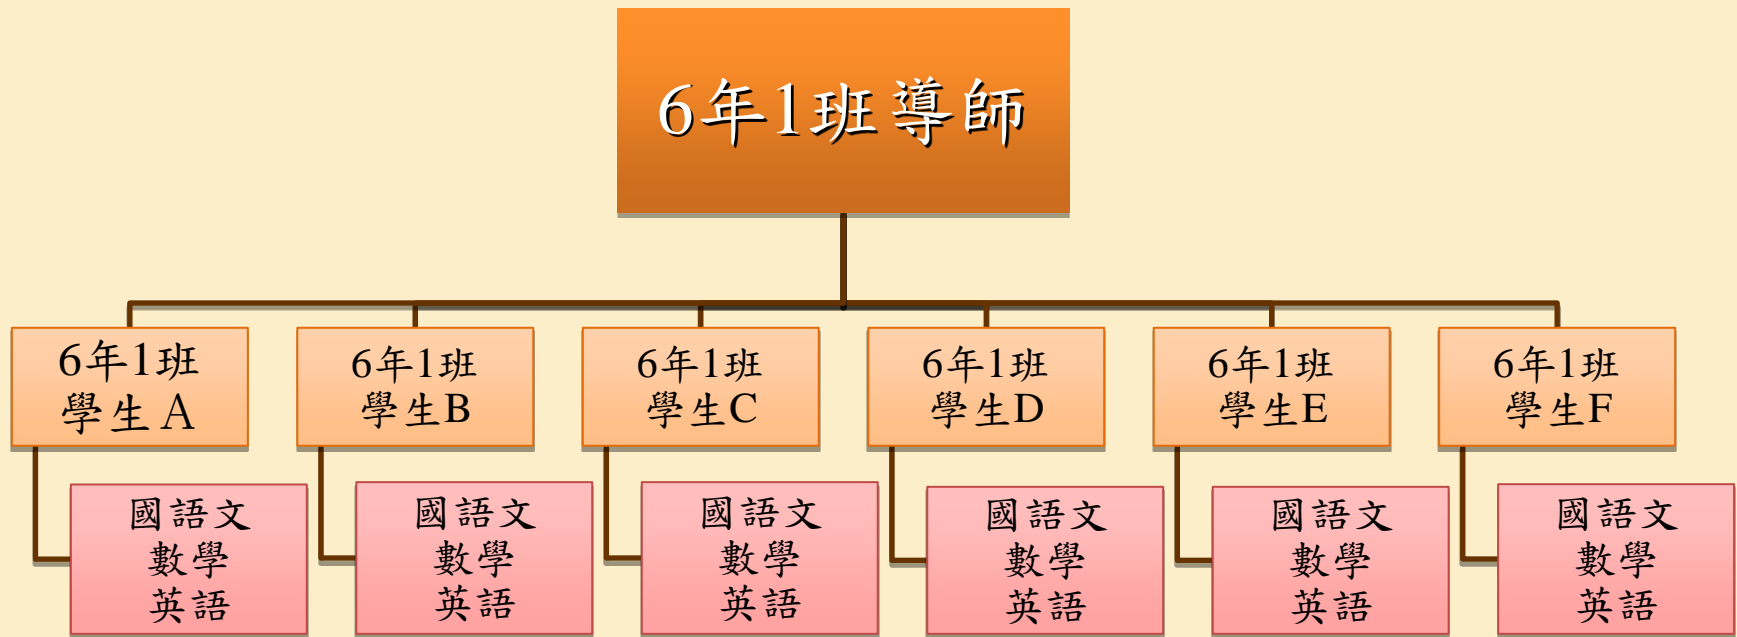 6年1班導師
6年1班
學生A
6年1班
學生B
6年1班
學生C
6年1班
學生D
6年1班
學生E
6年1班
學生F
國語文
數學
英語
國語文
數學
英語
國語文
數學
英語
國語文
數學
英語
國語文
數學
英語
國語文
數學
英語